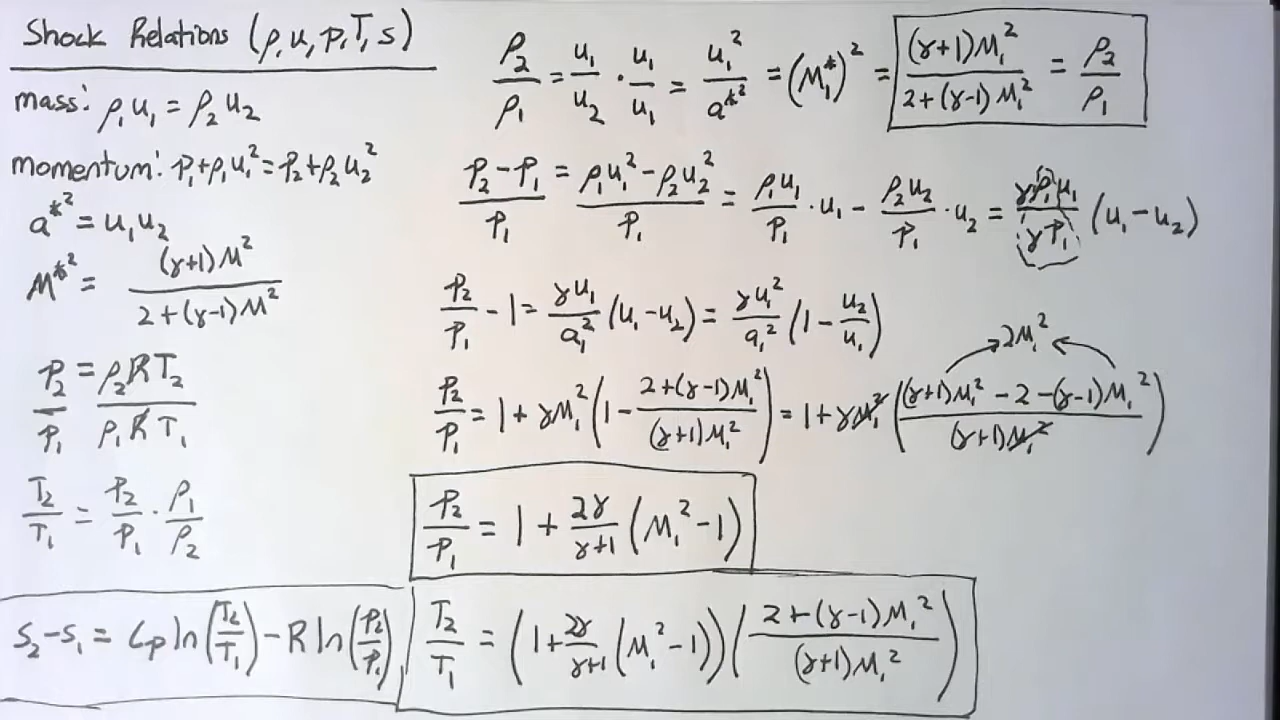 Shock Relations (ρ, u, p, T, s)
mass: ρ₁u₁ = ρ₂u₂
momentum: p₁+ρ₁u₁² = p₂+ρ₂u₂²
a*² = u₁u₂
M*² = (γ+1)M² / 2+(γ-1)M²
p₂/p₁ = ρ₂RT₂ / ρ₁RT₁
T₂/T₁ = p₂/p₁ · ρ₁/ρ₂
s₂-s₁ = Cp ln(T₂/T₁) - R ln(p₂/p₁)
ρ₂/ρ₁ = u₁/u₂ · u₁/u₁ = u₁²/a*² = (M₁*)² = (γ+1)M₁² / 2+(γ-1)M₁² = ρ₂/ρ₁
p₂-p₁ / p₁ = ρ₁u₁²-ρ₂u₂² / p₁ = ρ₁u₁/p₁ · u₁ - ρ₂u₂/p₁ · u₂ = γρ₁u₁/γp₁ (u₁-u₂)
p₂/p₁ - 1 = γu₁/a₁² (u₁-u₂) = γu₁²/a₁² (1 - u₂/u₁)
2M₁²
p₂/p₁ = 1 + γM₁² (1 - 2+(γ-1)M₁² / (γ+1)M₁²) = 1 + γM₁² ((γ+1)M₁² - 2 - (γ-1)M₁² / (γ+1)M₁²)
p₂/p₁ = 1 + 2γ/γ+1 (M₁²-1)
T₂/T₁ = (1 + 2γ/γ+1 (M₁²-1)) (2+(γ-1)M₁² / (γ+1)M₁²)